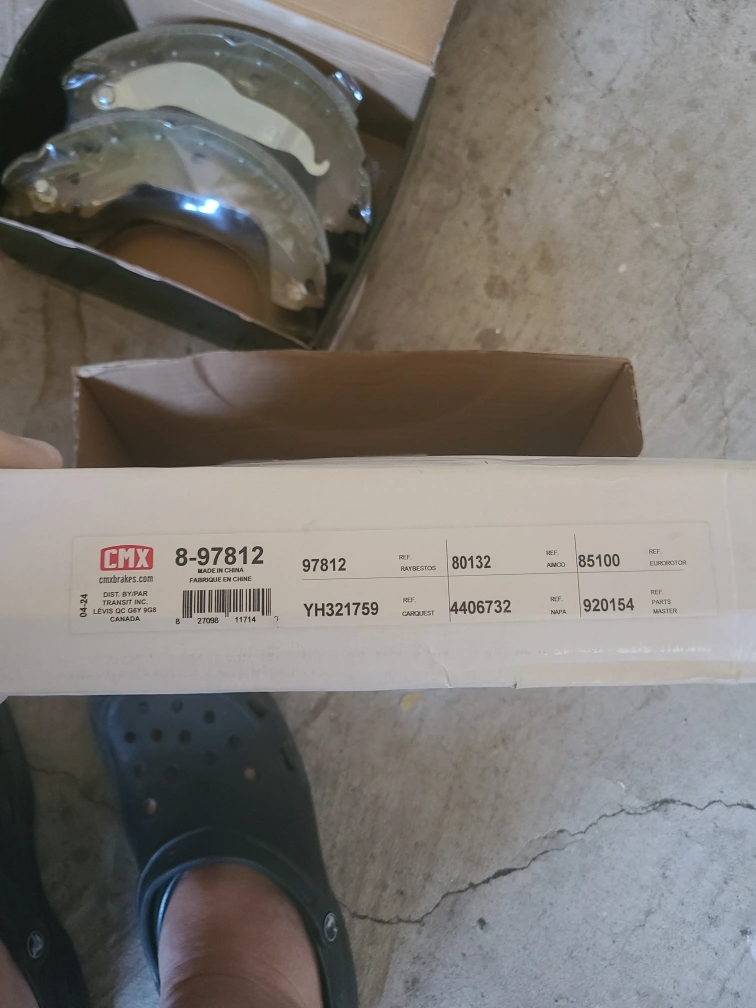 CMX
cmxbrakes.com
04-24
DIST. BY/PAR
TRANSIT INC.
LÉVIS QC G6Y 9G8
CANADA
8-97812
MADE IN CHINA
FABRIQUE EN CHINE
8 27098 11714
97812 REF. RAYBESTOS
80132 REF. AIMCO
85100 REF. EUROROTOR
YH321759 REF. CARQUEST
4406732 REF. NAPA
920154 REF. PARTS MASTER